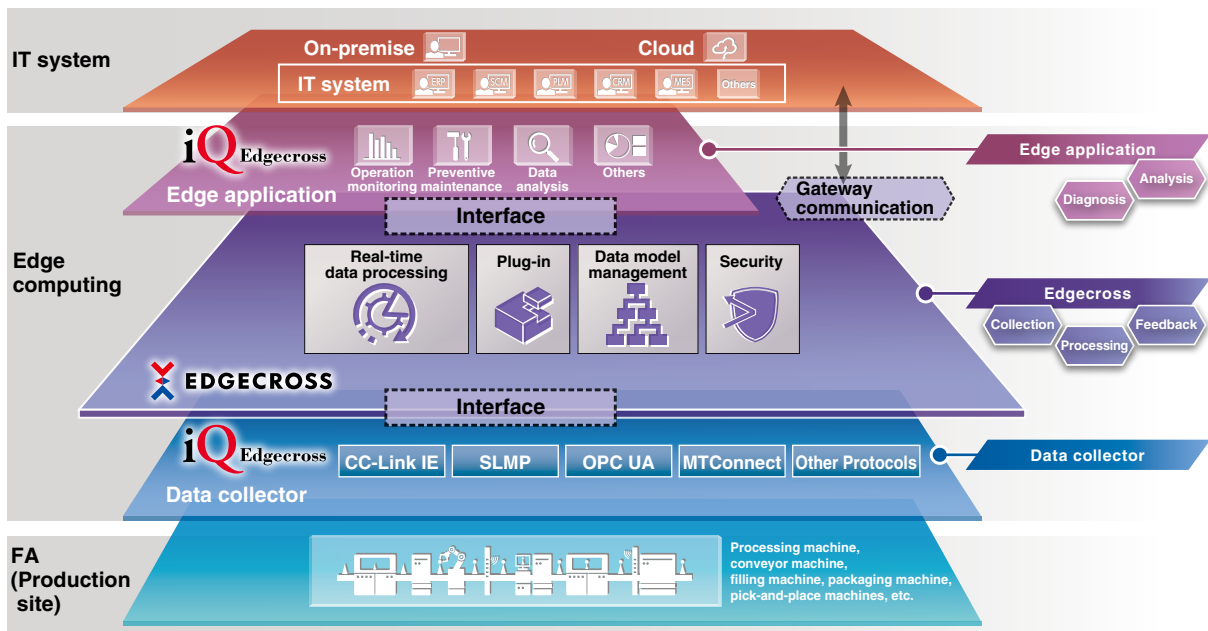 IT system
On-premise
Cloud
IT system
ERP
SCM
PLM
CRM
MES
Others
Edge
computing
iQ Edgecross
Edge application
Operation
monitoring
Preventive
maintenance
Data
analysis
Others
Gateway
communication
Edge application
Analysis
Diagnosis
Interface
Real-time
data processing
Plug-in
Data model
management
Security
Edgecross
Collection
Processing
Feedback
EDGECROSS
Interface
iQ Edgecross
Data collector
CC-Link IE
SLMP
OPC UA
MTConnect
Other Protocols
Data collector
FA
(Production
site)
Processing machine,
conveyor machine,
filling machine, packaging machine,
pick-and-place machines, etc.